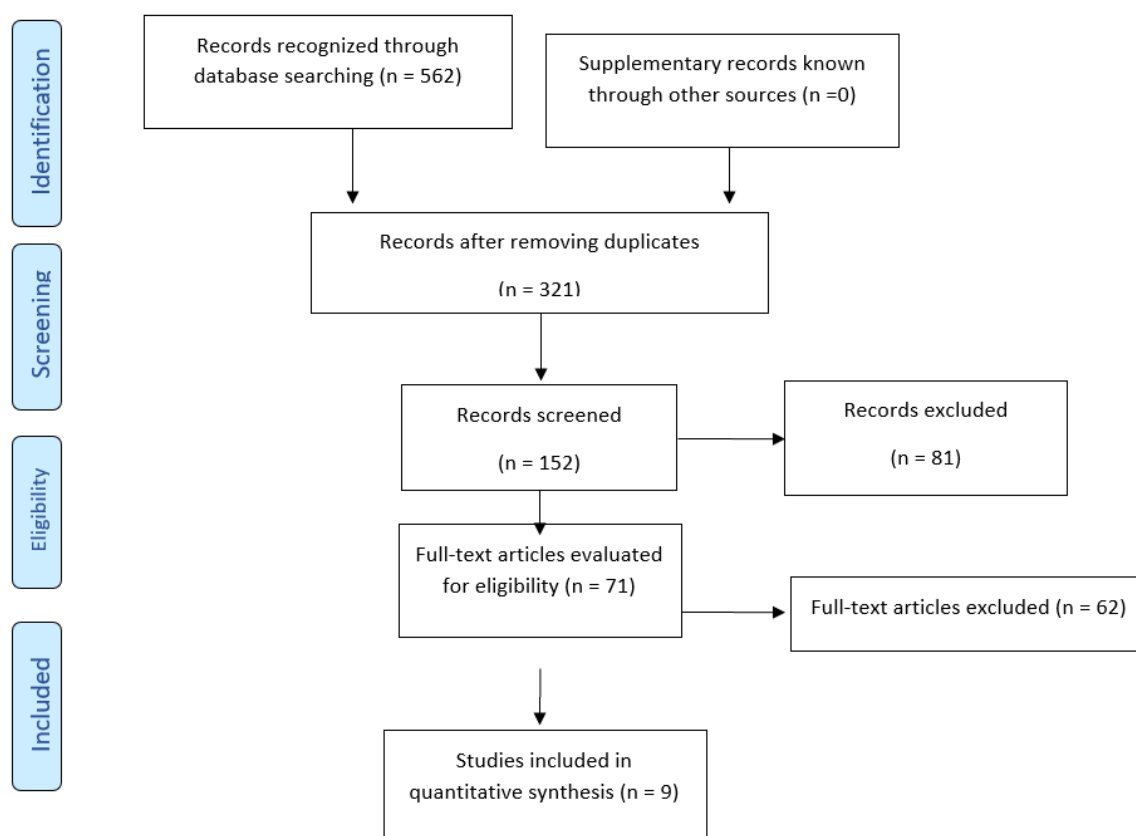 Identification
Records recognized through
database searching (n = 562)
Supplementary records known
through other sources (n =0)
Screening
Records after removing duplicates
(n = 321)
Records screened
(n = 152)
Records excluded
(n = 81)
Eligibility
Full-text articles evaluated
for eligibility (n = 71)
Full-text articles excluded (n = 62)
Included
Studies included in
quantitative synthesis (n = 9)